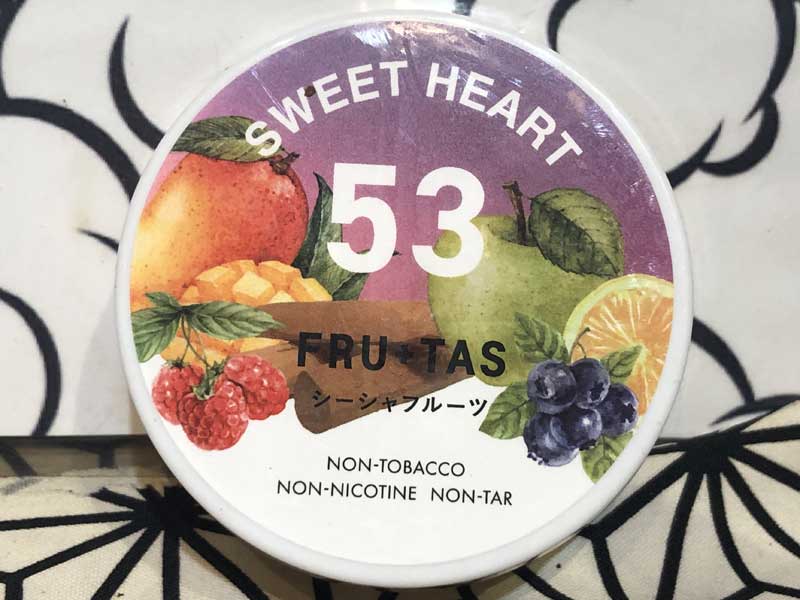 SWEET HEART
53
FRU+TAS
シーシャフルーツ
NON-TOBACCO
NON-NICOTINE NON-TAR